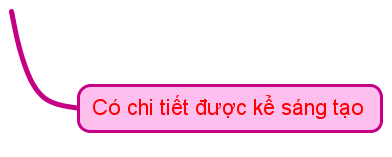 Có chi tiết được kể sáng tạo